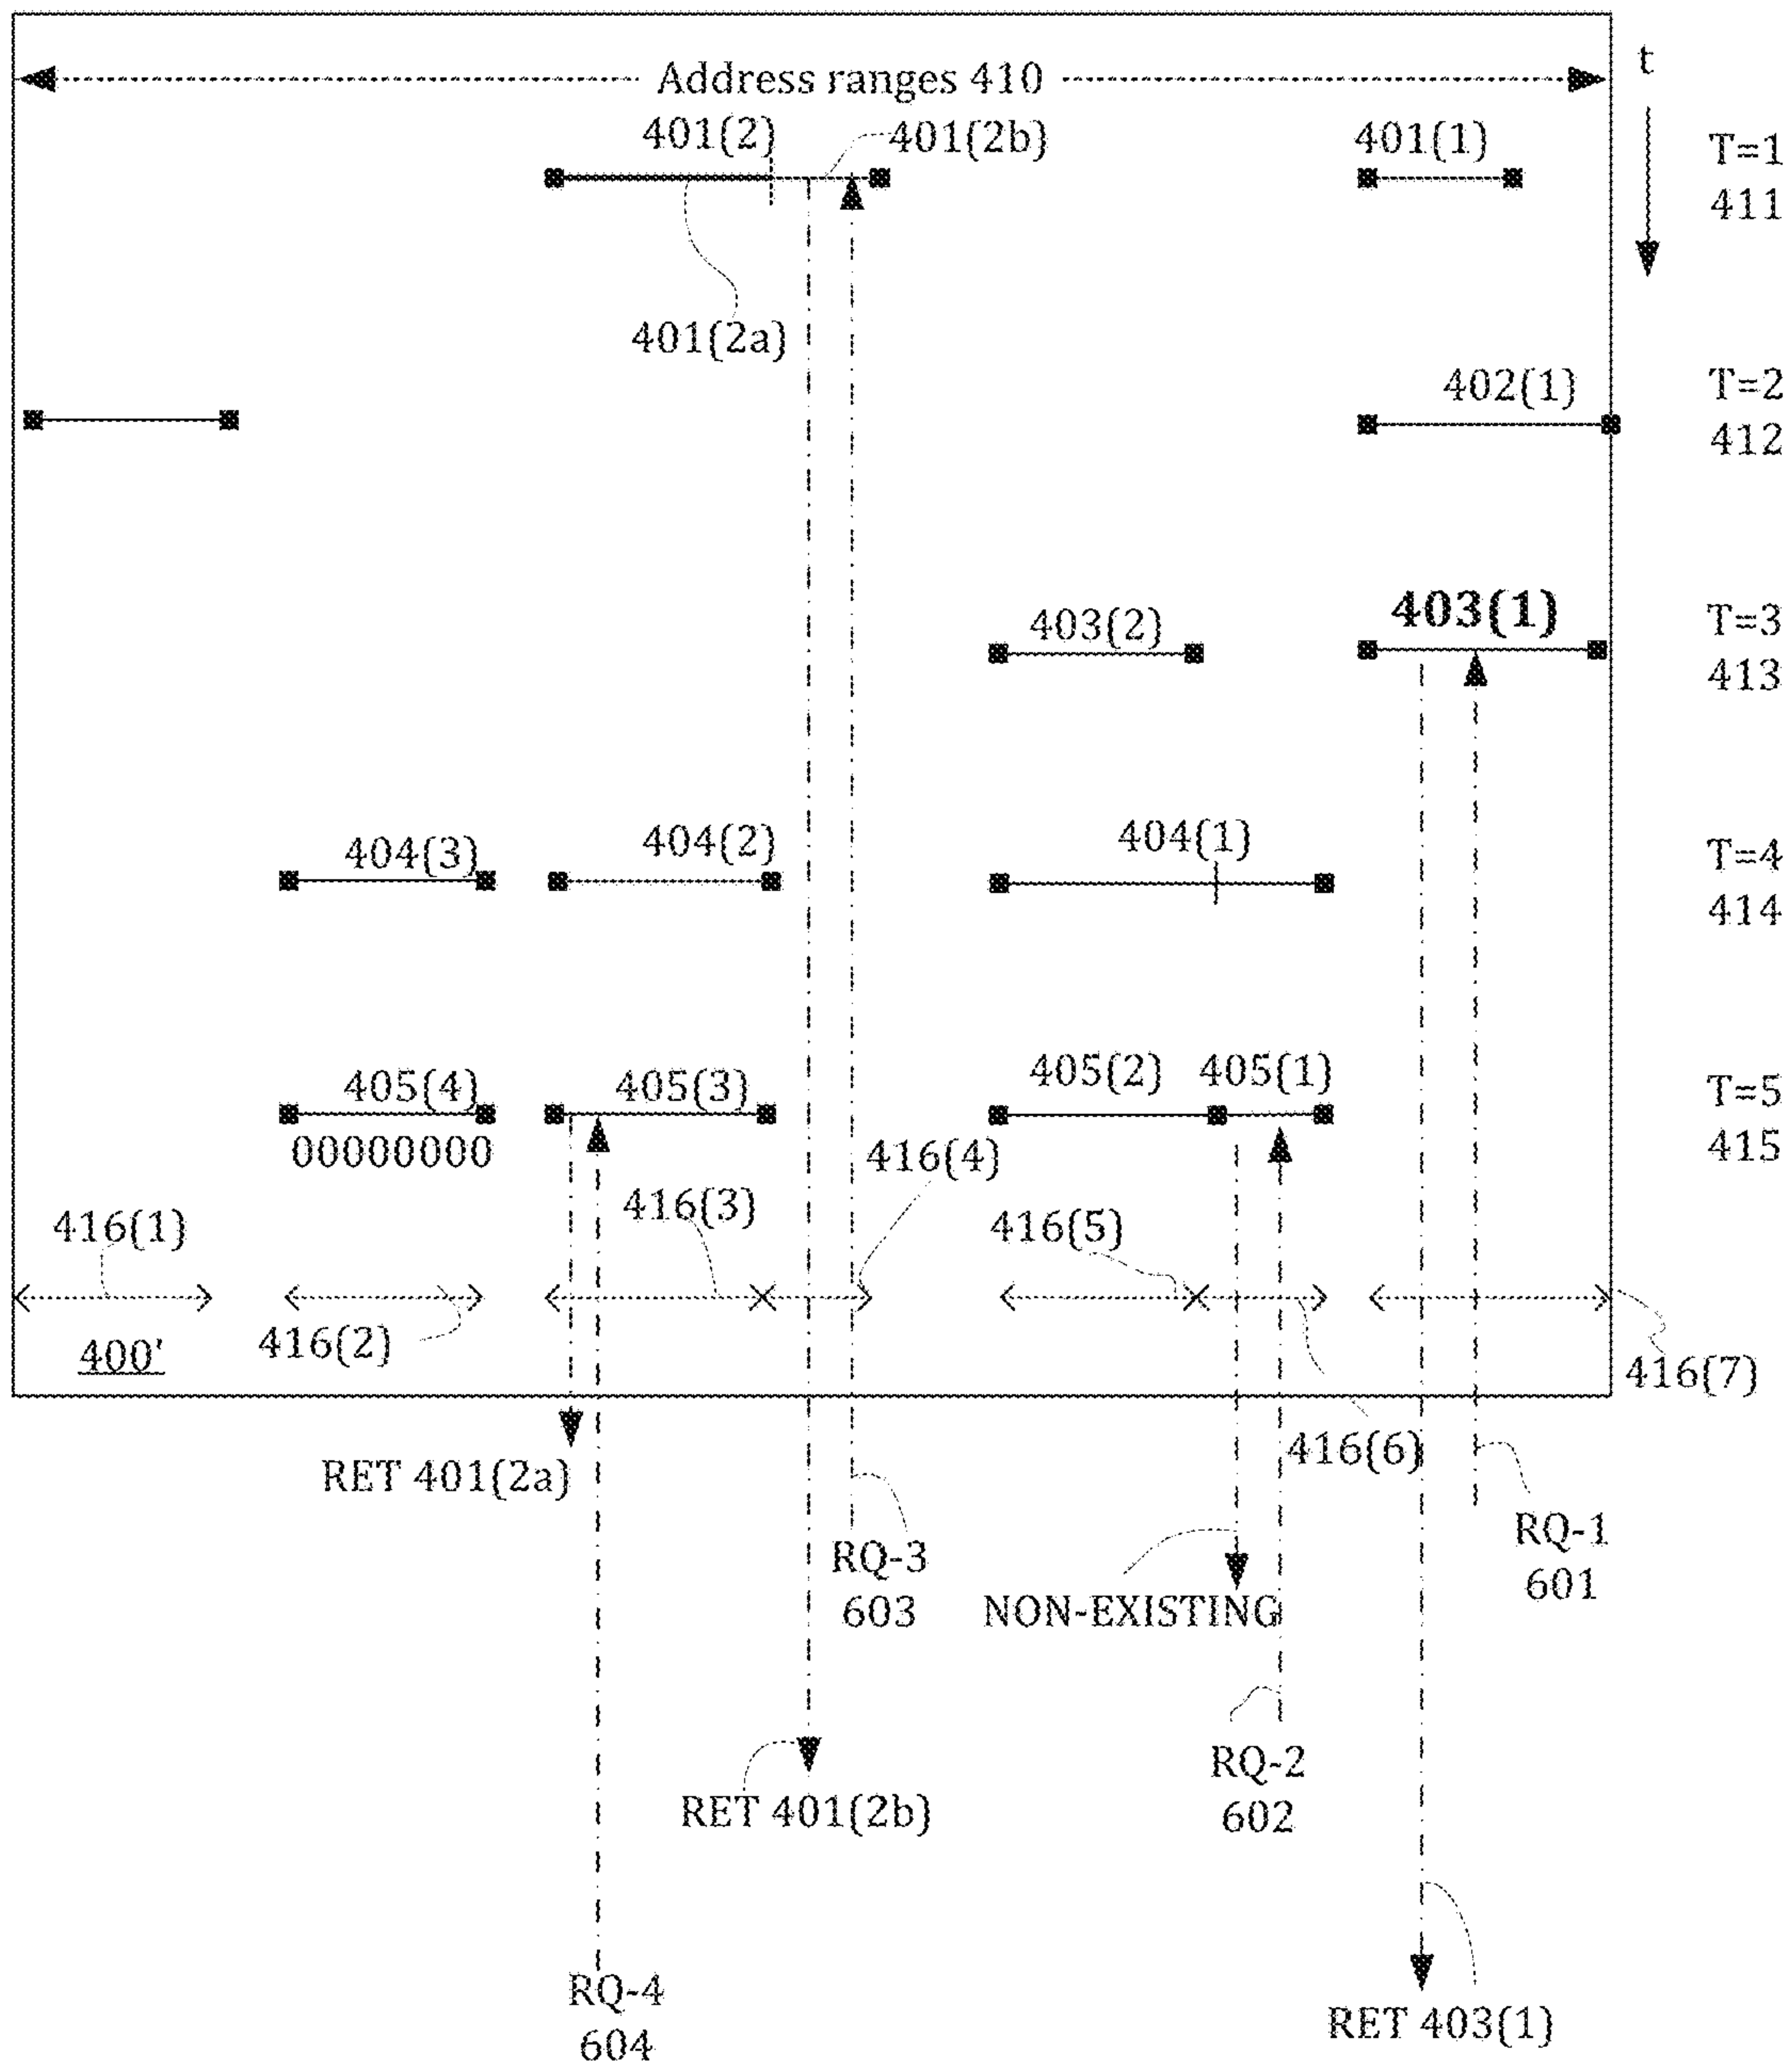 Address ranges 410
t
401(2)
401(2b)
401(1)
T=1
411
401(2a)
402(1)
T=2
412
403(2)
403(1)
T=3
413
404(3)
404(2)
404(1)
T=4
414
405(4)
405(3)
405(2)
405(1)
T=5
415
00000000
416(4)
416(1)
416(3)
416(5)
416(2)
400'
416(7)
416(6)
RET 401(2a)
RQ-3
603
RQ-1
601
NON-EXISTING
RET 401(2b)
RQ-2
602
RQ-4
604
RET 403(1)